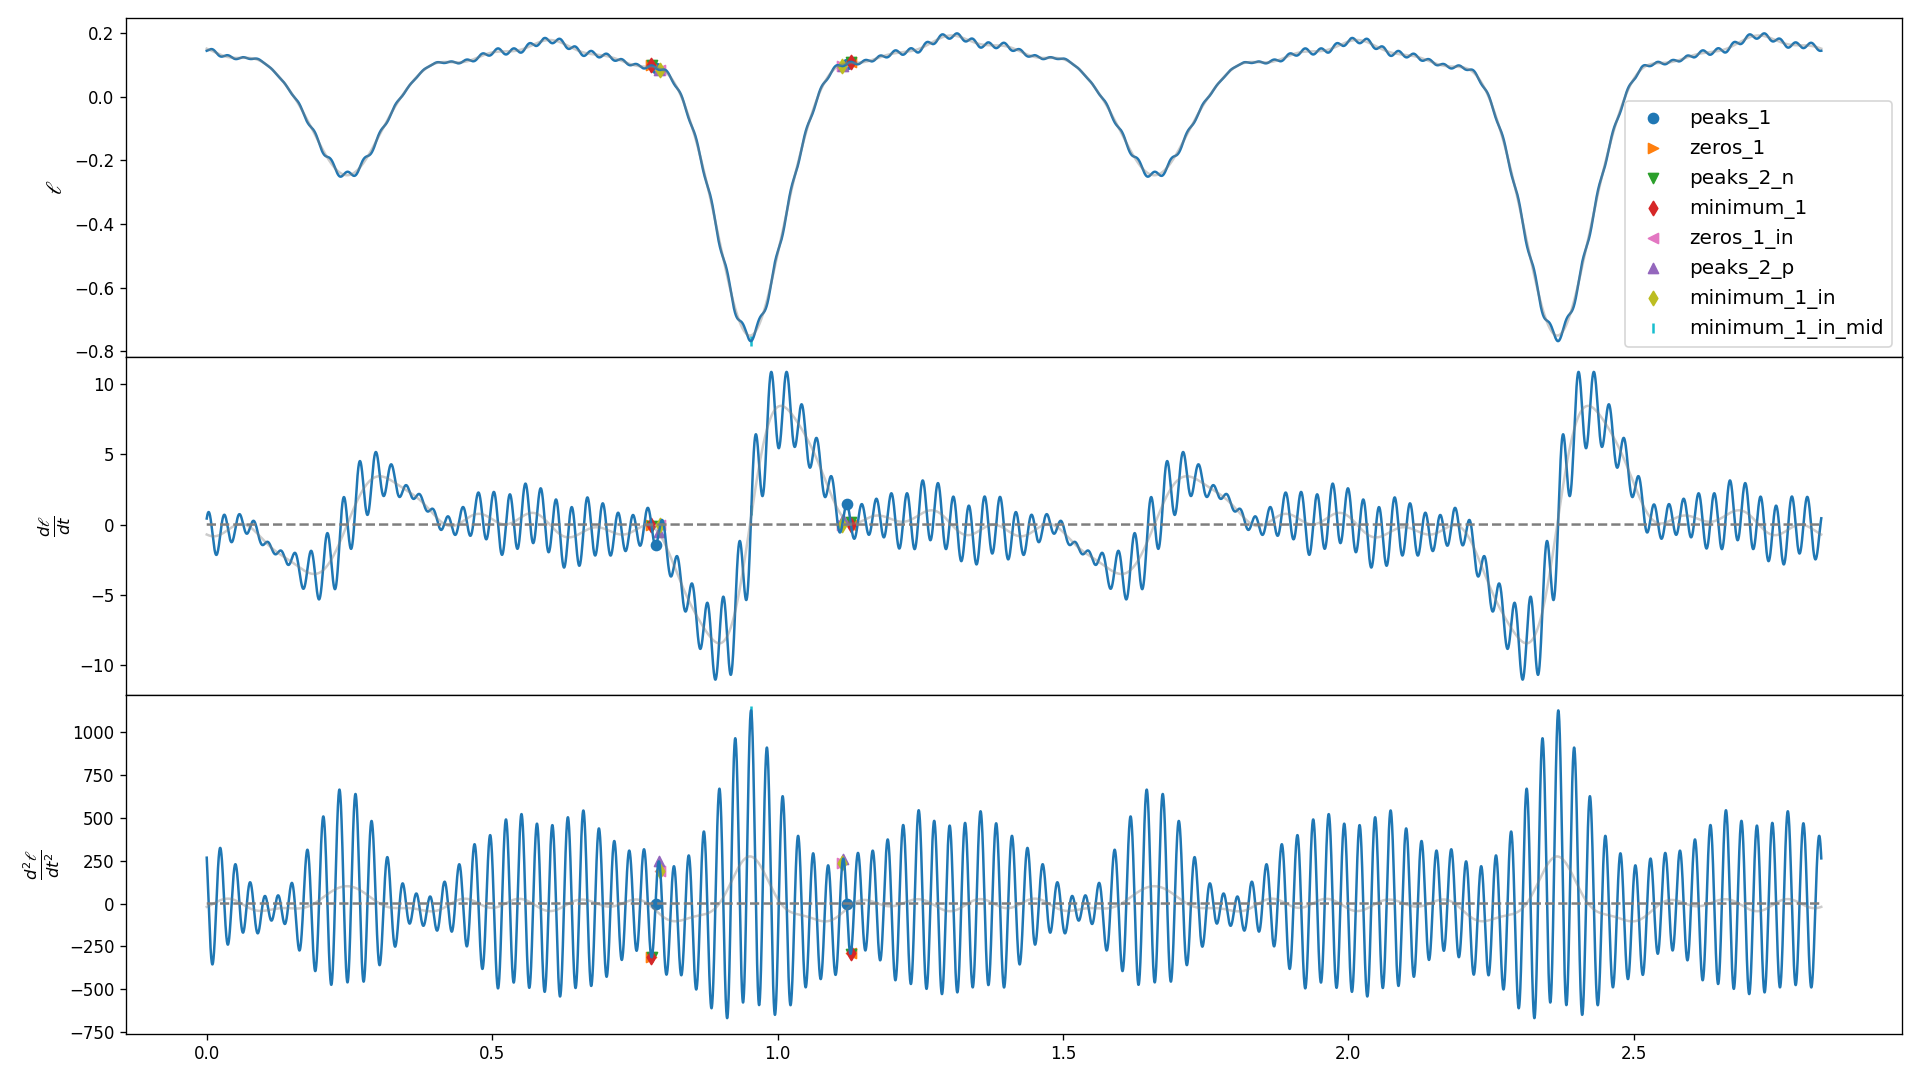 0.2
0.0
−0.2
−0.4
−0.6
−0.8
ℓ
peaks_1
zeros_1
peaks_2_n
minimum_1
zeros_1_in
peaks_2_p
minimum_1_in
minimum_1_in_mid
10
5
0
−5
−10
dℓ
dt
1000
750
500
250
0
−250
−500
−750
d²ℓ
dt²
0.0 0.5 1.0 1.5 2.0 2.5